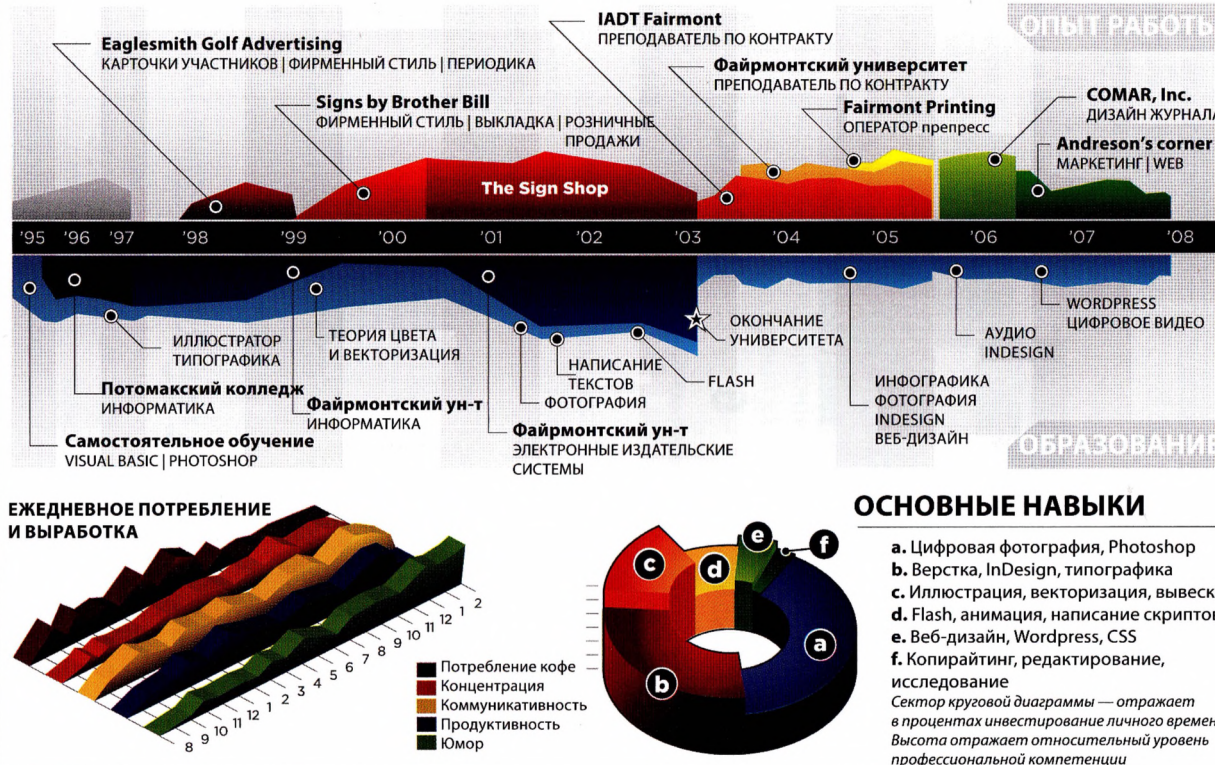 ОПЫТ РАБОТЫ
IADT Fairmont
ПРЕПОДАВАТЕЛЬ ПО КОНТРАКТУ
Eaglesmith Golf Advertising
КАРТОЧКИ УЧАСТНИКОВ | ФИРМЕННЫЙ СТИЛЬ | ПЕРИОДИКА
Файрмонтский университет
ПРЕПОДАВАТЕЛЬ ПО КОНТРАКТУ
Signs by Brother Bill
ФИРМЕННЫЙ СТИЛЬ | ВЫКЛАДКА | РОЗНИЧНЫЕ
ПРОДАЖИ
Fairmont Printing
ОПЕРАТОР препресс
COMAR, Inc.
ДИЗАЙН ЖУРНАЛА
Andreson's corner
МАРКЕТИНГ | WEB
The Sign Shop
'95 '96 '97 '98 '99 '00 '01 '02 '03 '04 '05 '06 '07 '08
ИЛЛЮСТРАТОР
ТИПОГРАФИКА
ТЕОРИЯ ЦВЕТА
И ВЕКТОРИЗАЦИЯ
НАПИСАНИЕ
ТЕКСТОВ
ФОТОГРАФИЯ
FLASH
ОКОНЧАНИЕ
УНИВЕРСИТЕТА
АУДИО
INDESIGN
WORDPRESS
ЦИФРОВОЕ ВИДЕО
Потомакский колледж
ИНФОРМАТИКА
Файрмонтский ун-т
ИНФОРМАТИКА
ИНФОГРАФИКА
ФОТОГРАФИЯ
INDESIGN
ВЕБ-ДИЗАЙН
Самостоятельное обучение
VISUAL BASIC | PHOTOSHOP
Файрмонтский ун-т
ЭЛЕКТРОННЫЕ ИЗДАТЕЛЬСКИЕ
СИСТЕМЫ
ОБРАЗОВАНИЕ
ЕЖЕДНЕВНОЕ ПОТРЕБЛЕНИЕ
И ВЫРАБОТКА
8 9 10 11 12 1 2 3 4 5 6 7 8 9 10 11 12 1 2
Потребление кофе
Концентрация
Коммуникативность
Продуктивность
Юмор
c d e f
b a
ОСНОВНЫЕ НАВЫКИ
a. Цифровая фотография, Photoshop
b. Верстка, InDesign, типографика
c. Иллюстрация, векторизация, вывеск
d. Flash, анимация, написание скриптов
e. Веб-дизайн, Wordpress, CSS
f. Копирайтинг, редактирование,
исследование
Сектор круговой диаграммы — отражает
в процентах инвестирование личного времен
Высота отражает относительный уровень
профессиональной компетенции